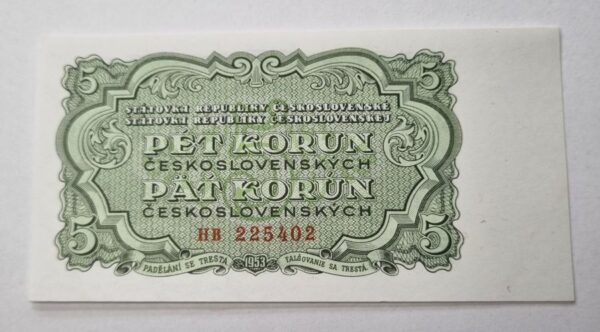 5 5
STÁTOVKA REPUBLIKY ČESKOSLOVENSKÉ
ŠTÁTOVKA REPUBLIKY ČESKOSLOVENSKEJ
PĚT KORUN
ČESKOSLOVENSKÝCH
PÄŤ KORÚN
ČESKOSLOVENSKÝCH
5 HB 225402 5
PADĚLÁNÍ SE TRESTÁ 1953 FALŠOVANIE SA TRESTÁ